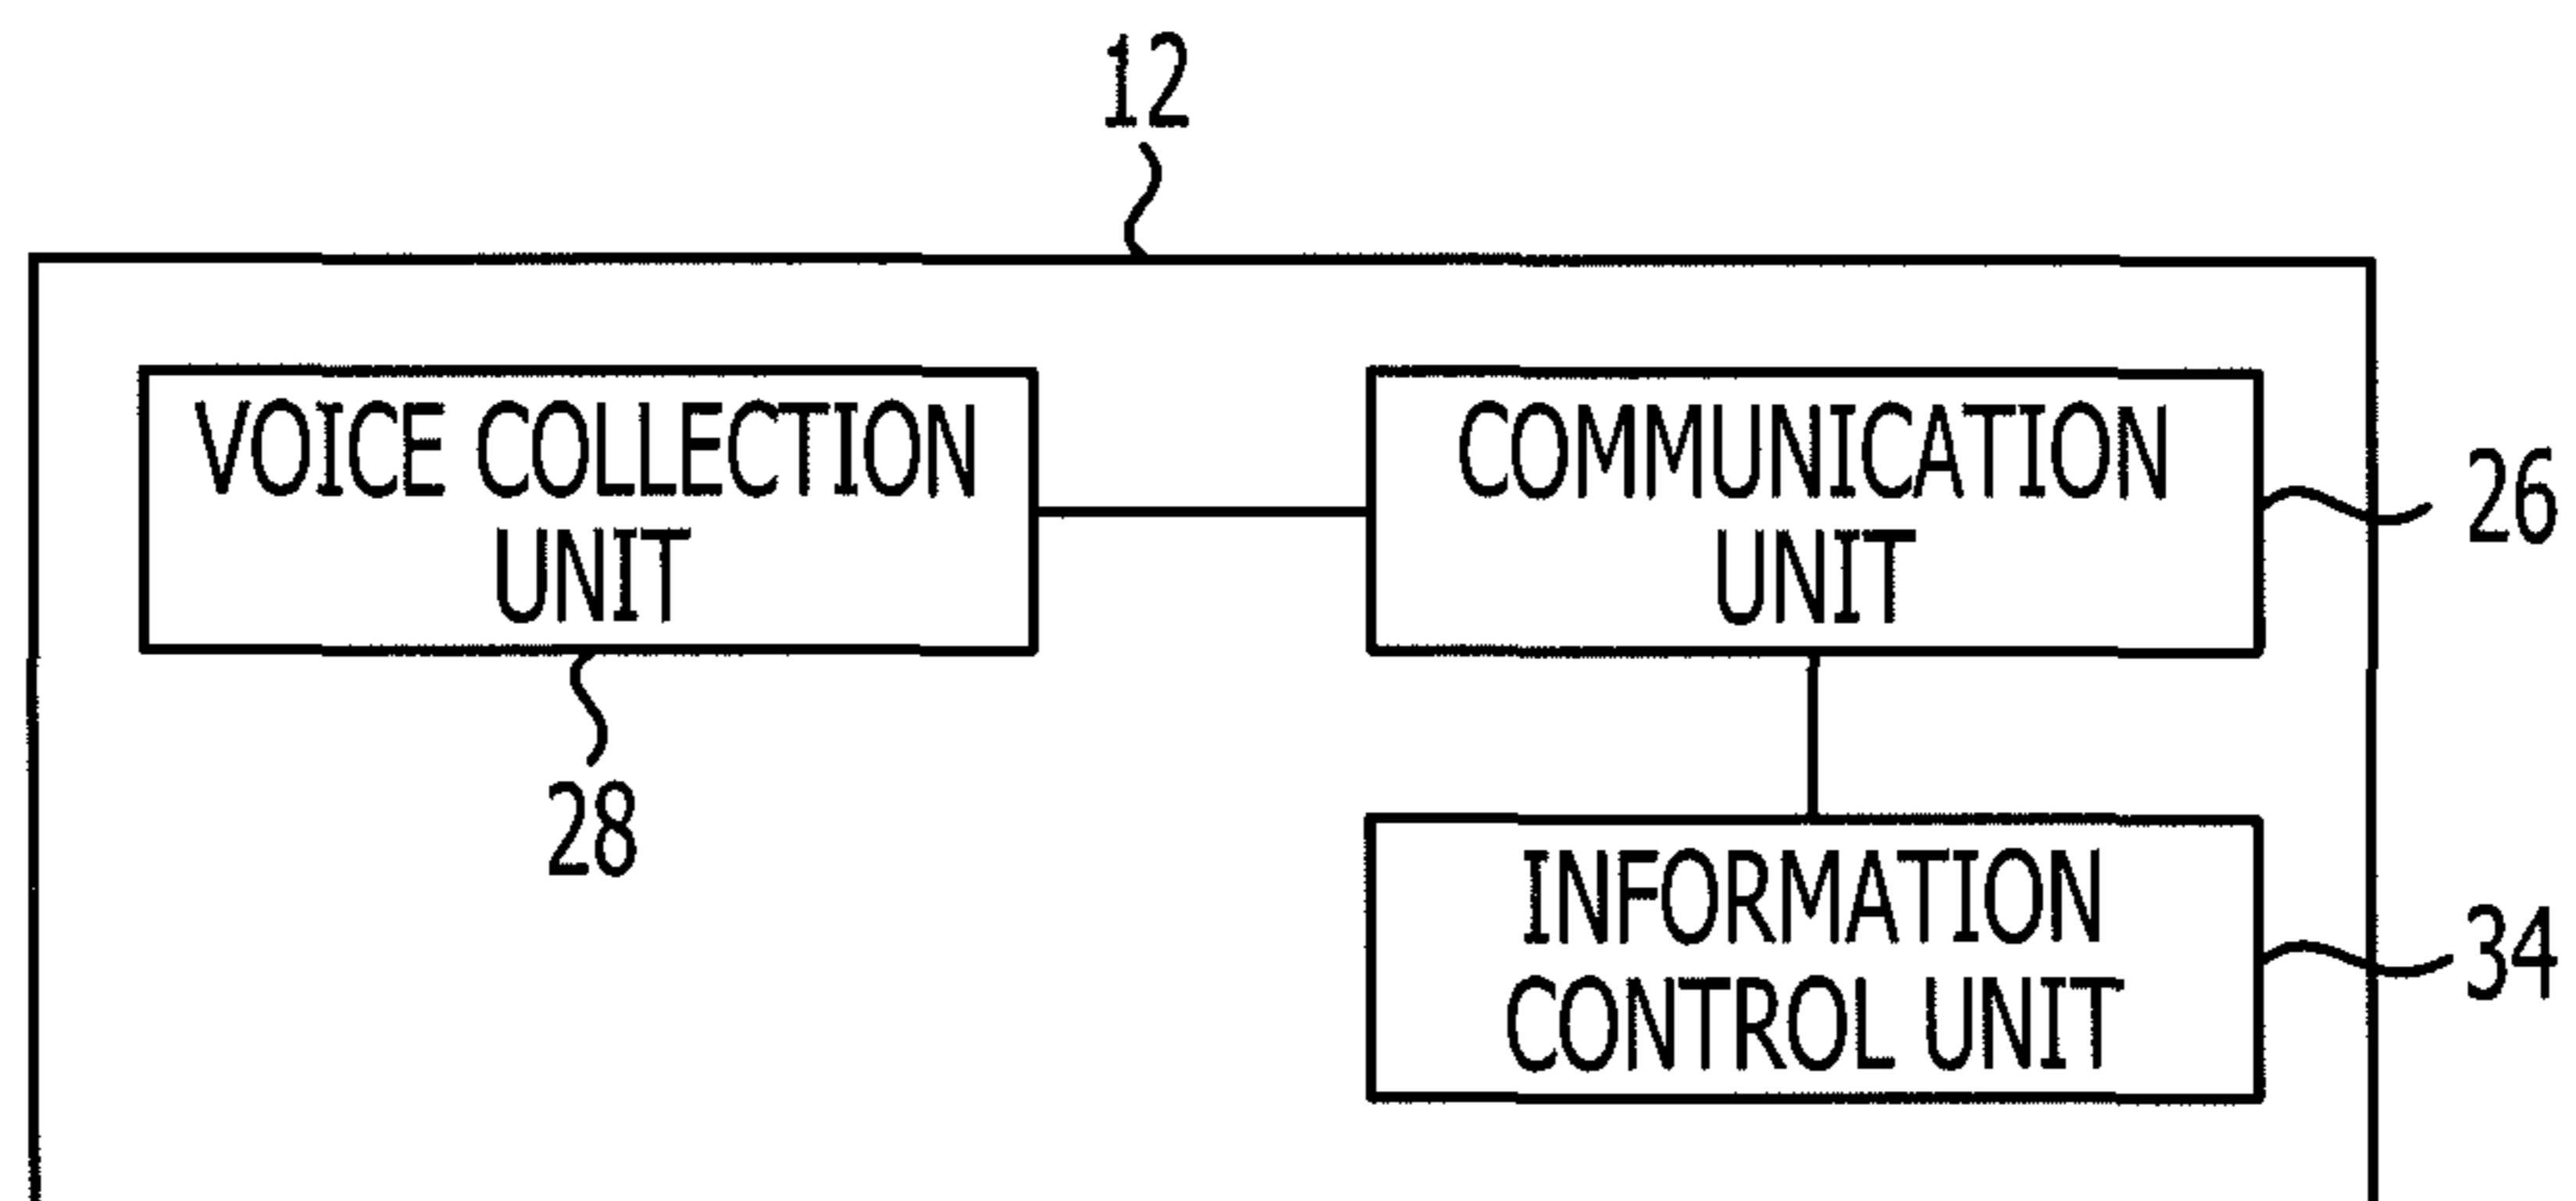 12
VOICE COLLECTION
UNIT
28
COMMUNICATION
UNIT
26
INFORMATION
CONTROL UNIT
34